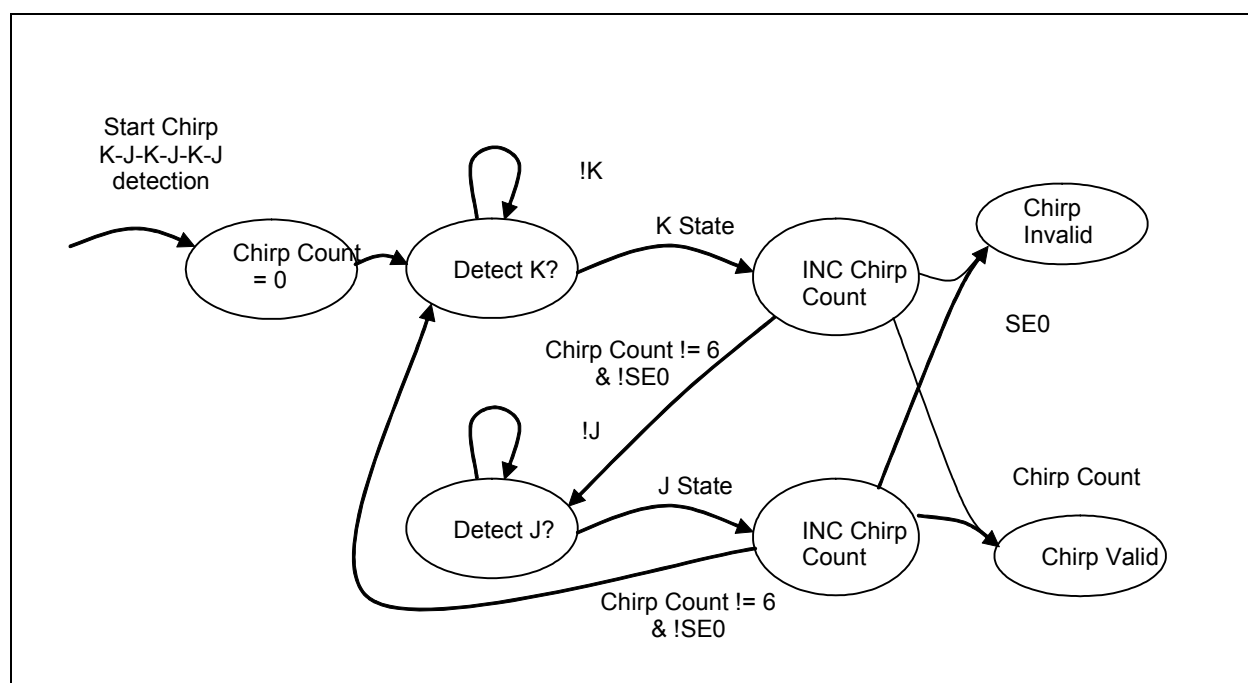 Start Chirp
K-J-K-J-K-J
detection
Chirp Count
= 0
!K
Detect K?
K State
INC Chirp
Count
Chirp
Invalid
SE0
Chirp Count != 6
& !SE0
!J
Detect J?
J State
INC Chirp
Count
Chirp Count
Chirp Valid
Chirp Count != 6
& !SE0